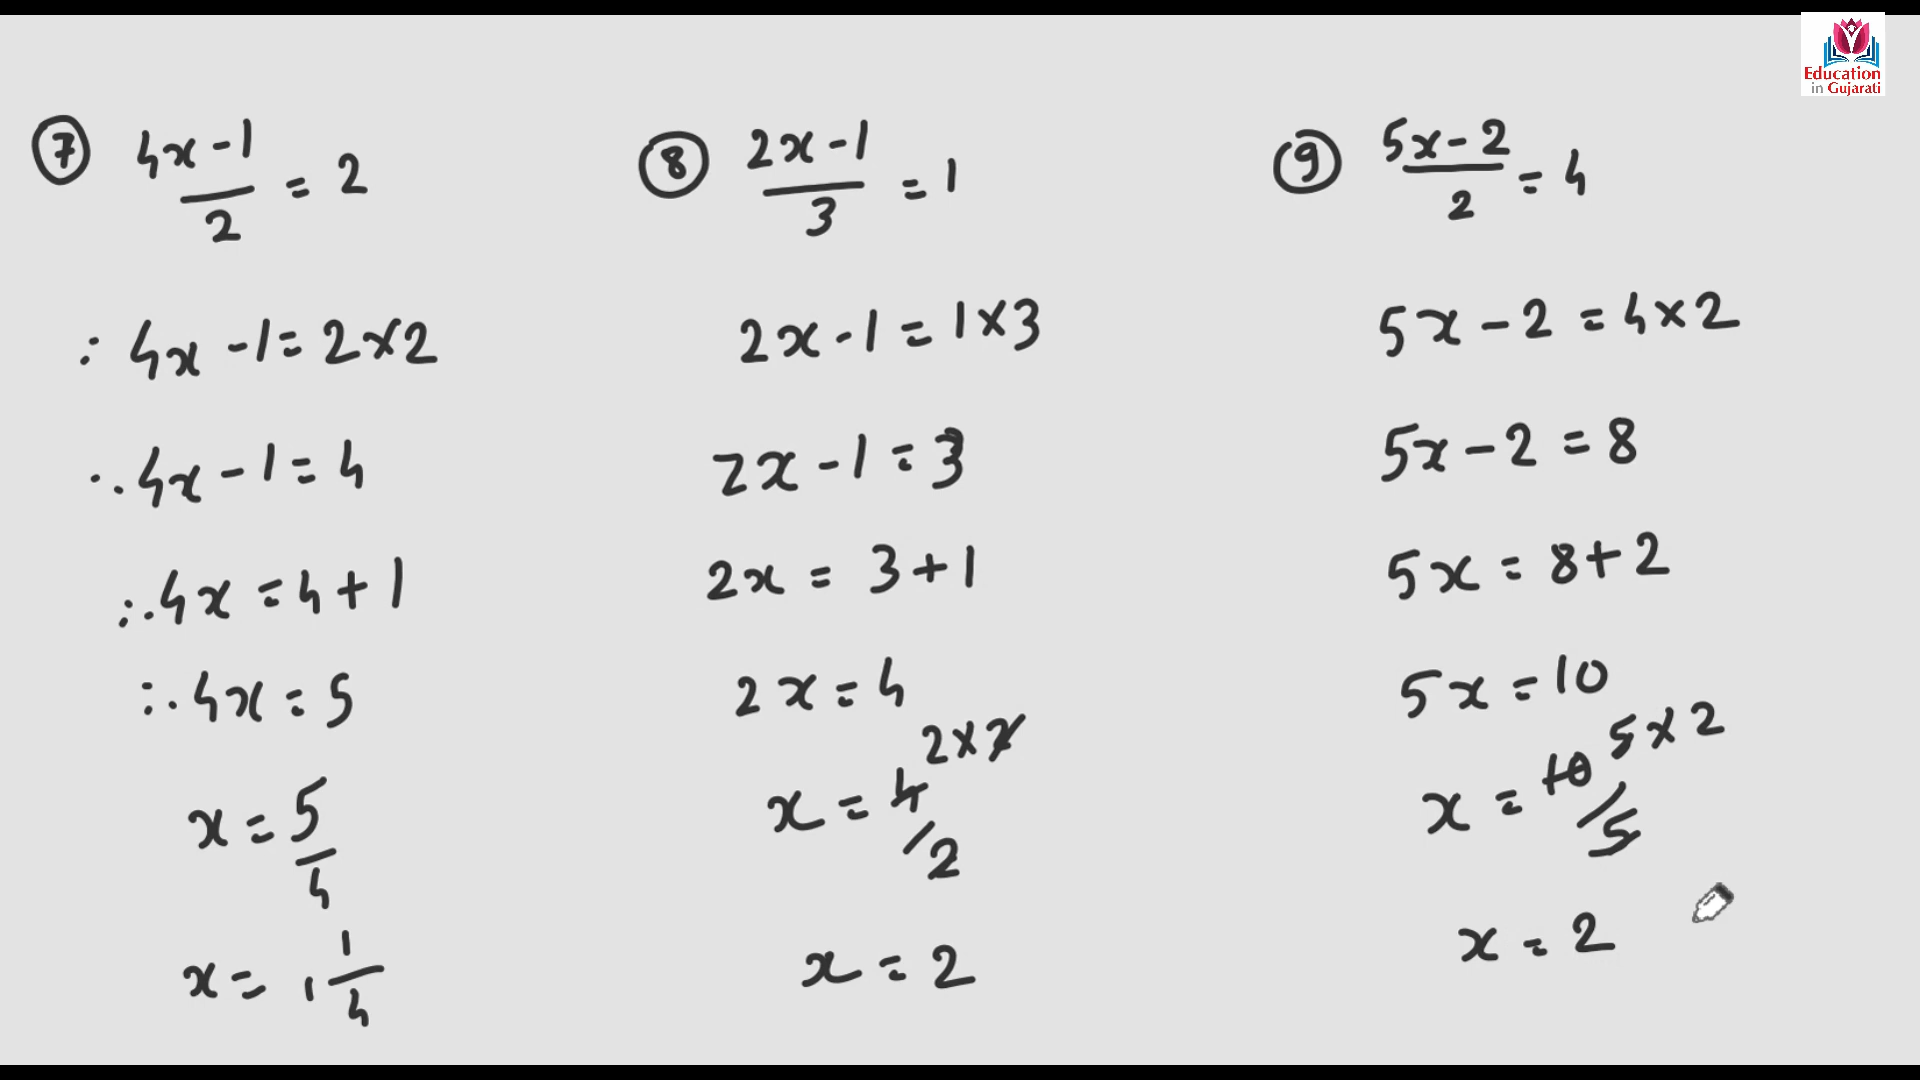 Education
in Gujarati
⑦ (4x-1)/2 = 2
∴ 4x-1=2×2
∴ 4x-1=4
∴ 4x=4+1
∴ 4x=5
x=5/4
x= 1 1/4
⑧ (2x-1)/3 = 1
2x-1=1×3
2x-1=3
2x = 3+1
2x=4
2×2
x=4/2
x=2
⑨ (5x-2)/2 = 4
5x-2=4×2
5x-2=8
5x=8+2
5x=10
5×2
x=10/5
x=2